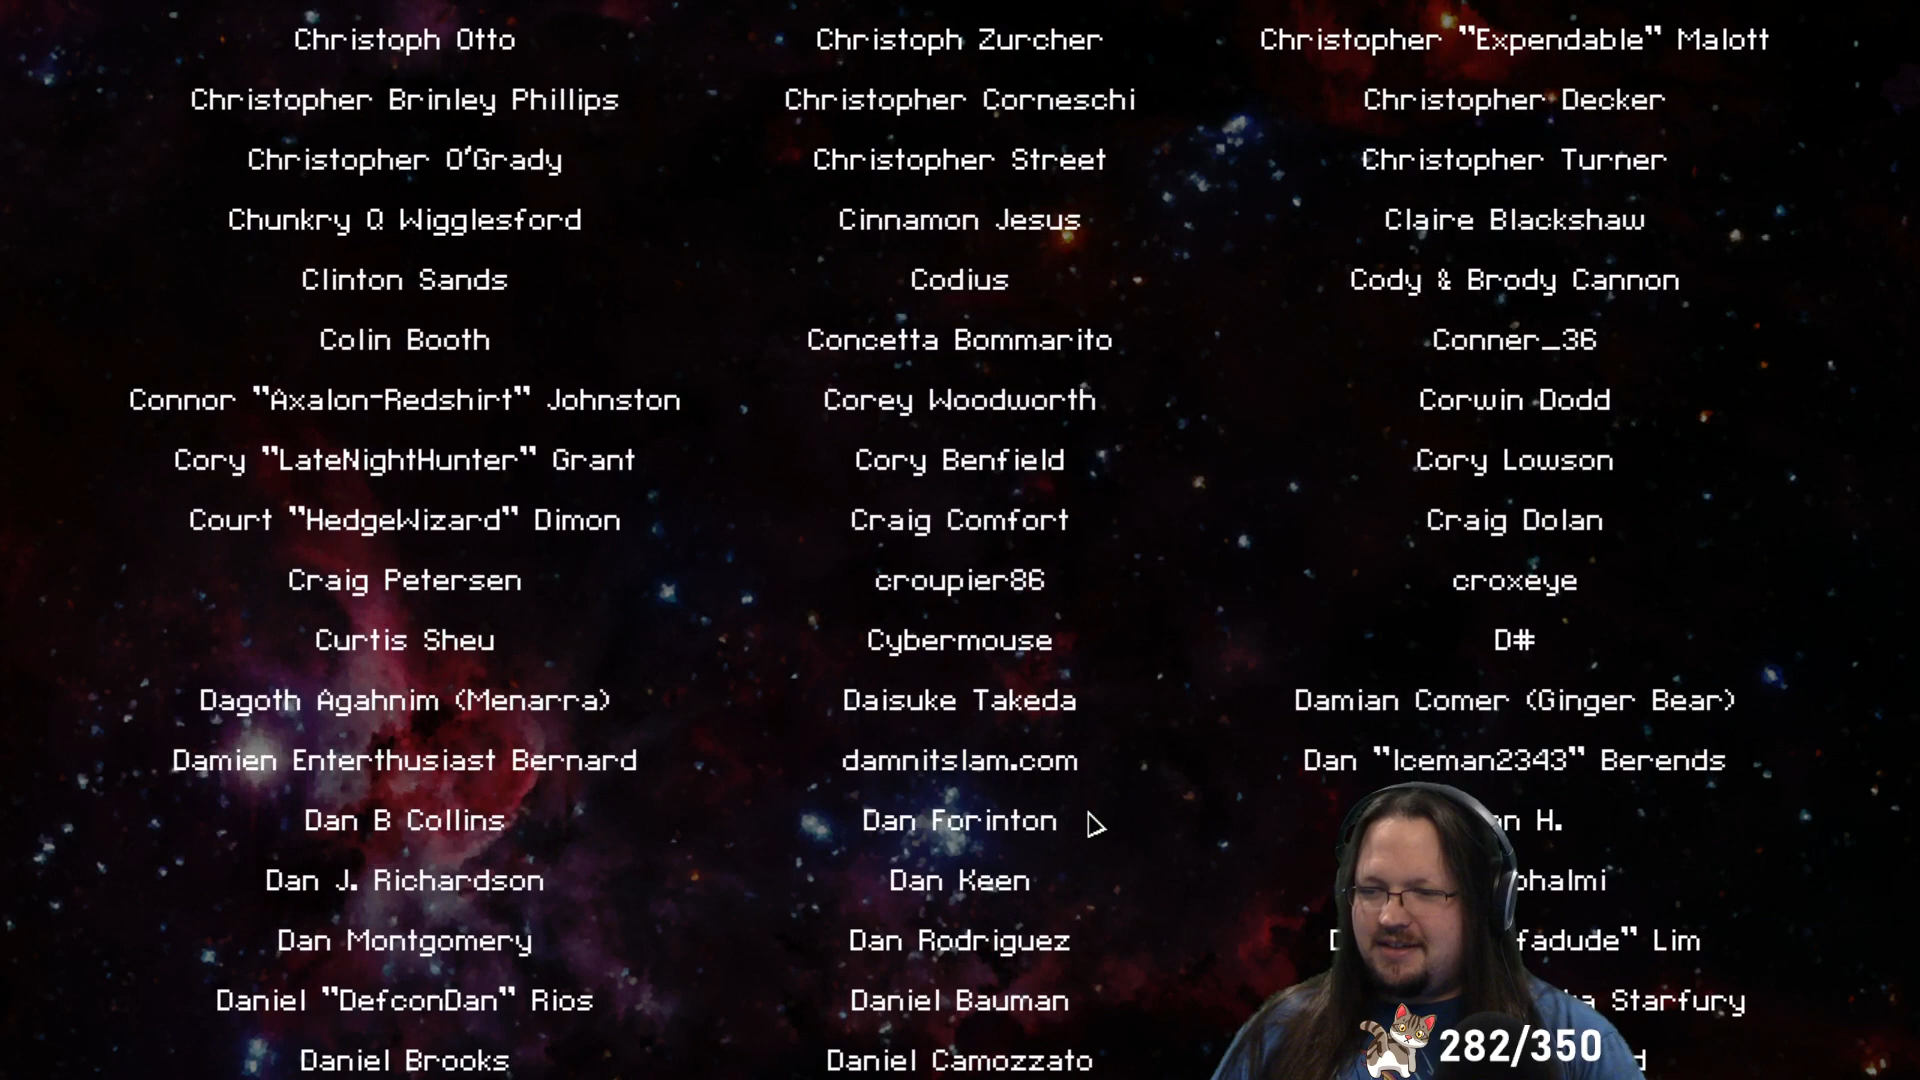 Christoph Otto Christoph Zurcher Christopher "Expendable" Malott
Christopher Brinley Phillips Christopher Corneschi Christopher Decker
Christopher O'Grady Christopher Street Christopher Turner
Chunkry Q Wigglesford Cinnamon Jesus Claire Blackshaw
Clinton Sands Codius Cody & Brody Cannon
Colin Booth Concetta Bommarito Conner_36
Connor "Axalon-Redshirt" Johnston Corey Woodworth Corwin Dodd
Cory "LateNightHunter" Grant Cory Benfield Cory Lowson
Court "HedgeWizard" Dimon Craig Comfort Craig Dolan
Craig Petersen croupier86 croxeye
Curtis Sheu Cybermouse D#
Dagoth Agahnim (Menarra) Daisuke Takeda Damian Comer (Ginger Bear)
Damien Enterthusiast Bernard damnitslam.com Dan "Iceman2343" Berends
Dan B Collins Dan Forinton H.
Dan J. Richardson Dan Keen
Dan Montgomery Dan Rodriguez Lim
Daniel "DefconDan" Rios Daniel Bauman Starfury
Daniel Brooks Daniel Camozzato
282/350